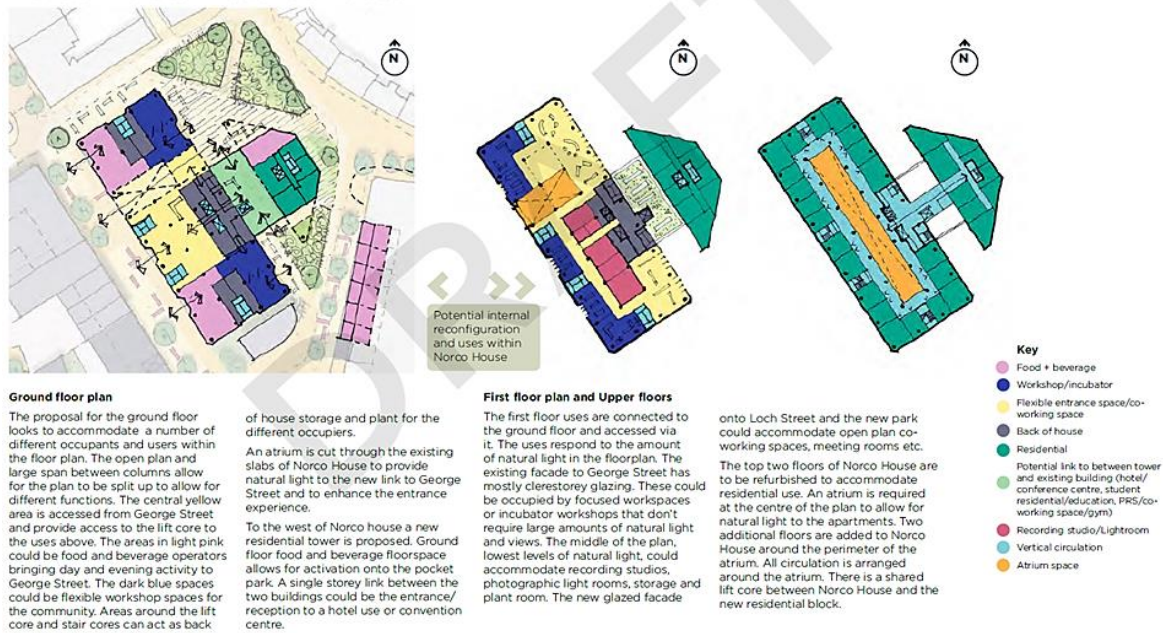 DRAFT
N
N
N
Potential internal
reconfiguration
and uses within
Norco House
Ground floor plan
The proposal for the ground floor
looks to accommodate a number of
different occupants and users within
the floor plan. The open plan and
large span between columns allow
for the plan to be split up to allow for
different functions. The central yellow
area is accessed from George Street
and provide access to the lift core to
the uses above. The areas in light pink
could be food and beverage operators
bringing day and evening activity to
George Street. The dark blue spaces
could be flexible workshop spaces for
the community. Areas around the lift
core and stair cores can act as back
of house storage and plant for the
different occupiers.
An atrium is cut through the existing
slabs of Norco House to provide
natural light to the new link to George
Street and to enhance the entrance
experience.
To the west of Norco house a new
residential tower is proposed. Ground
floor food and beverage floorspace
allows for activation onto the pocket
park. A single storey link between the
two buildings could be the entrance/
reception to a hotel use or convention
centre.
First floor plan and Upper floors
The first floor uses are connected to
the ground floor and accessed via
it. The uses respond to the amount
of natural light in the floorplan. The
existing facade to George Street has
mostly clerestorey glazing. These could
be occupied by focused workspaces
or incubator workshops that don't
require large amounts of natural light
and views. The middle of the plan,
lowest levels of natural light, could
accommodate recording studios,
photographic light rooms, storage and
plant room. The new glazed facade
onto Loch Street and the new park
could accommodate open plan co-
working spaces, meeting rooms etc.
The top two floors of Norco House are
to be refurbished to accommodate
residential use. An atrium is required
at the centre of the plan to allow for
natural light to the apartments. Two
additional floors are added to Norco
House around the perimeter of the
atrium. All circulation is arranged
around the atrium. There is a shared
lift core between Norco House and the
new residential block.
Key
Food + beverage
Workshop/incubator
Flexible entrance space/co-
working space
Back of house
Residential
Potential link to between tower
and existing building (hotel/
conference centre, student
residential/education, PRS/co-
working space/gym)
Recording studio/Lightroom
Vertical circulation
Atrium space